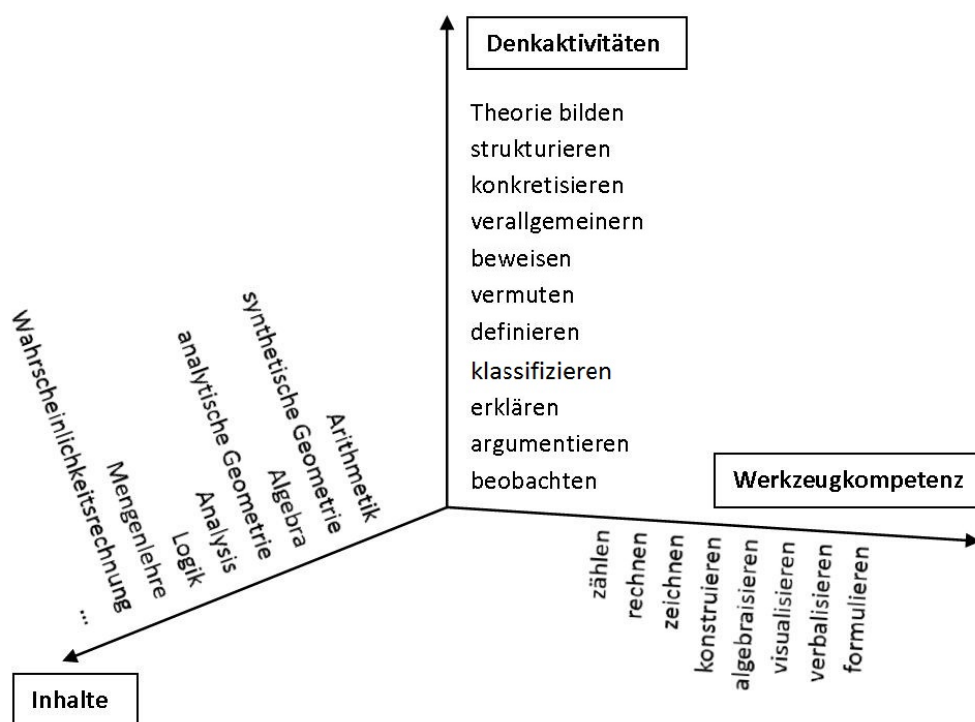 Denkaktivitäten
Theorie bilden
strukturieren
konkretisieren
verallgemeinern
beweisen
vermuten
definieren
klassifizieren
erklären
argumentieren
beobachten
Werkzeugkompetenz
zählen
rechnen
zeichnen
konstruieren
algebraisieren
visualisieren
verbalisieren
formulieren
Arithmetik
synthetische Geometrie
Algebra
analytische Geometrie
Analysis
Logik
Mengenlehre
Wahrscheinlichkeitsrechnung
...
Inhalte